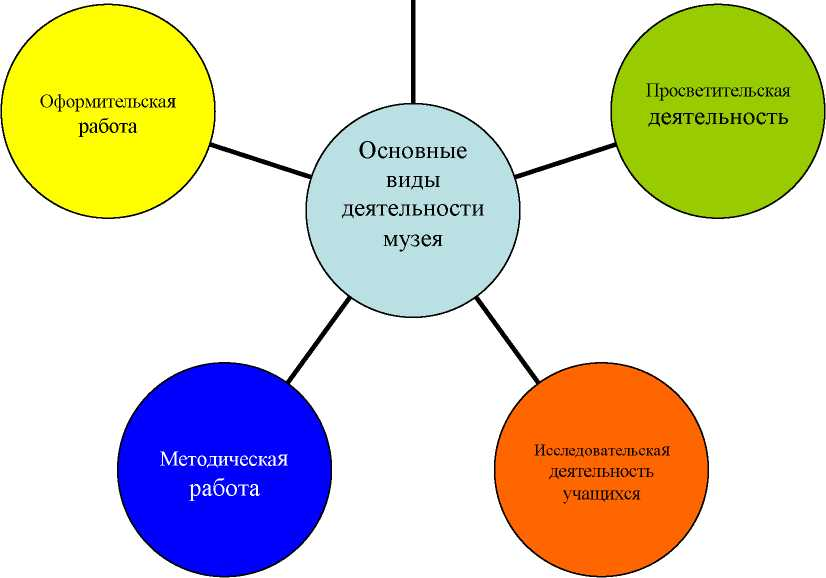 Оформительская
работа
Просветительская
деятельность
Основные
виды
деятельности
музея
Методическая
работа
Исследовательская
деятельность
учащихся